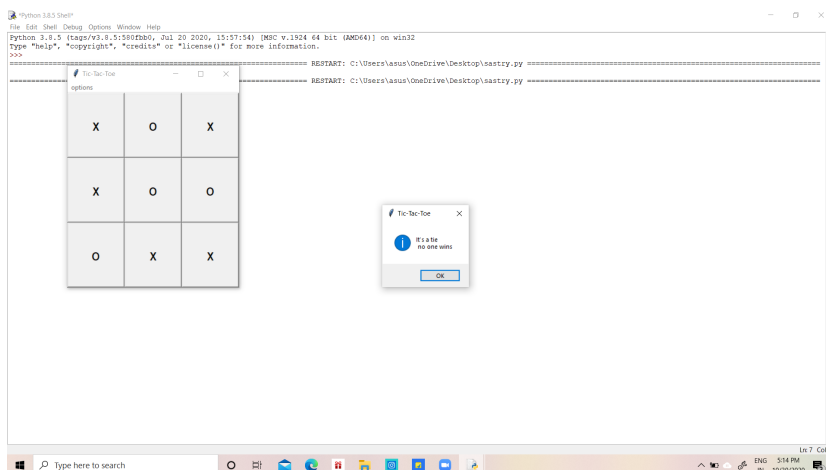 *Python 3.8.5 Shell*
File Edit Shell Debug Options Window Help
Python 3.8.5 (tags/v3.8.5:580fbb0, Jul 20 2020, 15:57:54) [MSC v.1924 64 bit (AMD64)] on win32
Type "help", "copyright", "credits" or "license()" for more information.
>>>
RESTART: C:\Users\asus\OneDrive\Desktop\sastry.py
RESTART: C:\Users\asus\OneDrive\Desktop\sastry.py
Tic-Tac-Toe
options
X O X
X O O
O X X
Tic-Tac-Toe
It's a tie
no one wins
OK
Ln: 7 Col
Type here to search
ENG 5:14 PM